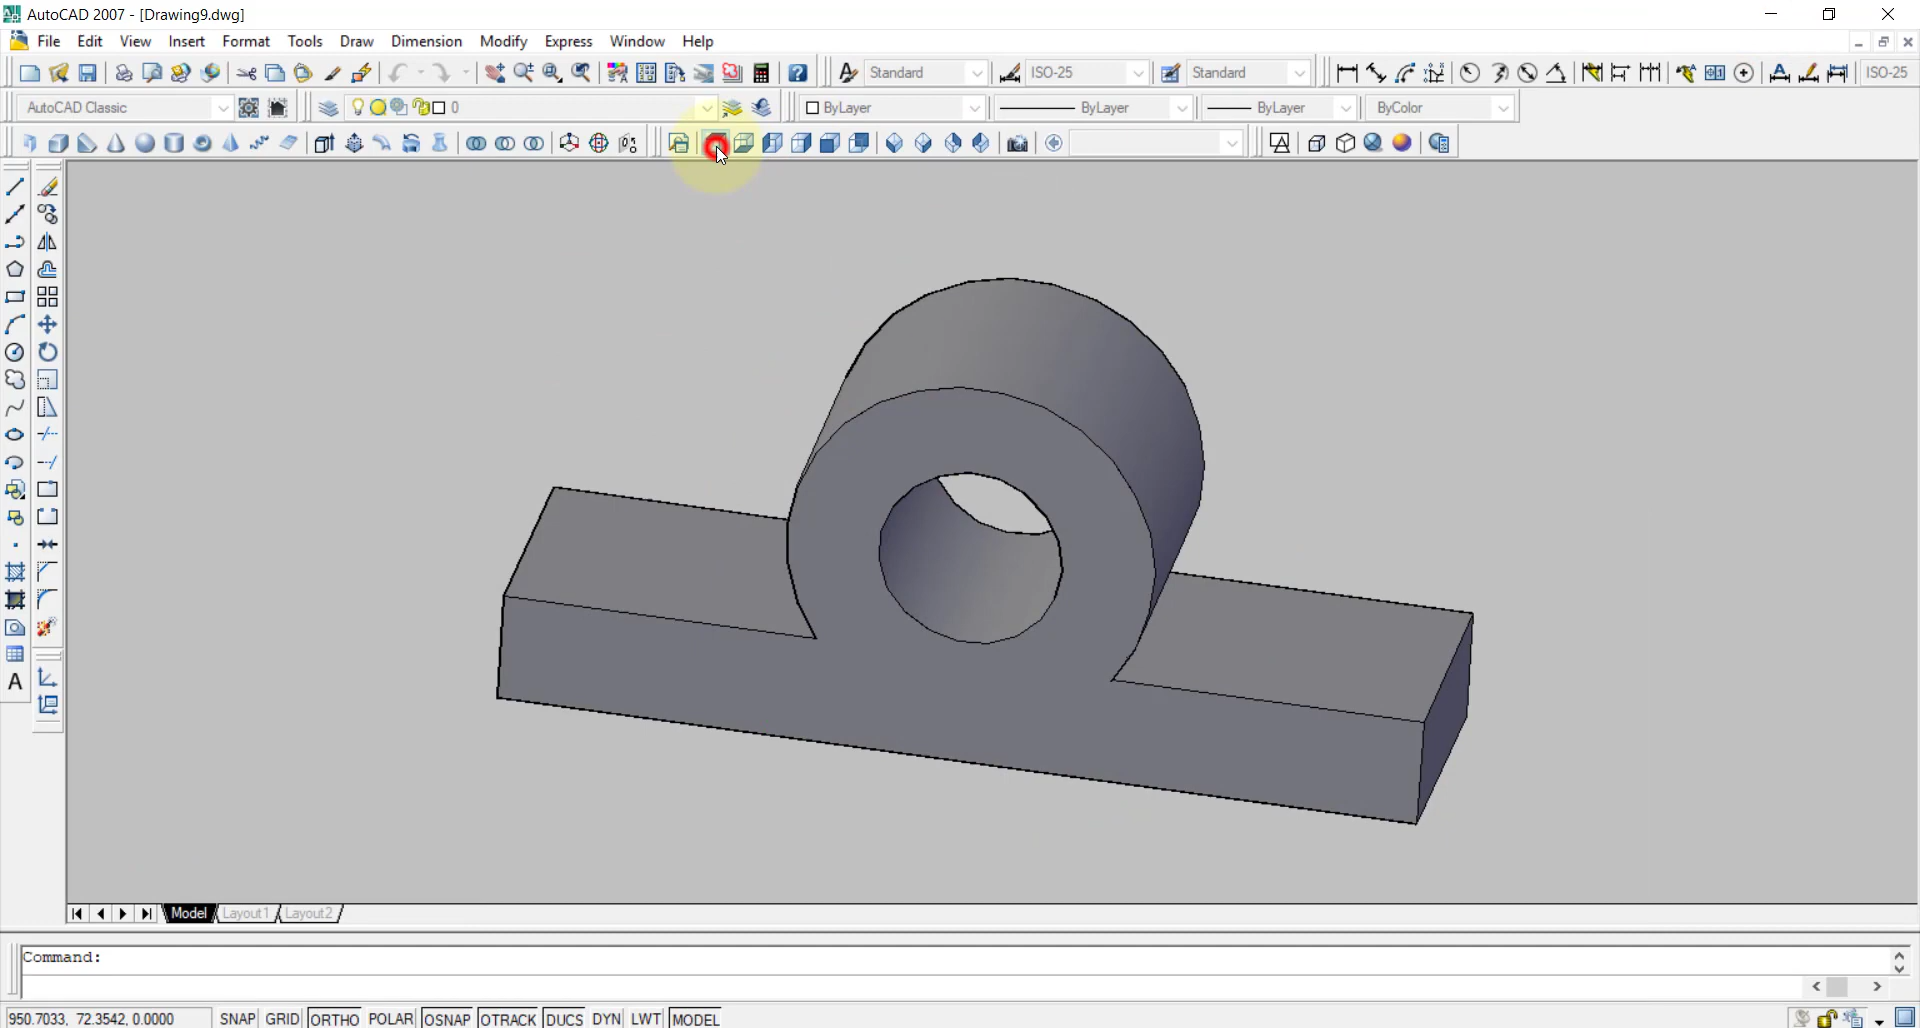 AutoCAD 2007 - [Drawing9.dwg]
File Edit View Insert Format Tools Draw Dimension Modify Express Window Help
Standard ISO-25 Standard ISO-25
AutoCAD Classic 0 ByLayer ByLayer ByLayer ByColor
A
Model Layout1 Layout2
Command:
950.7033, 72.3542, 0.0000 SNAP GRID ORTHO POLAR OSNAP OTRACK DUCS DYN LWT MODEL